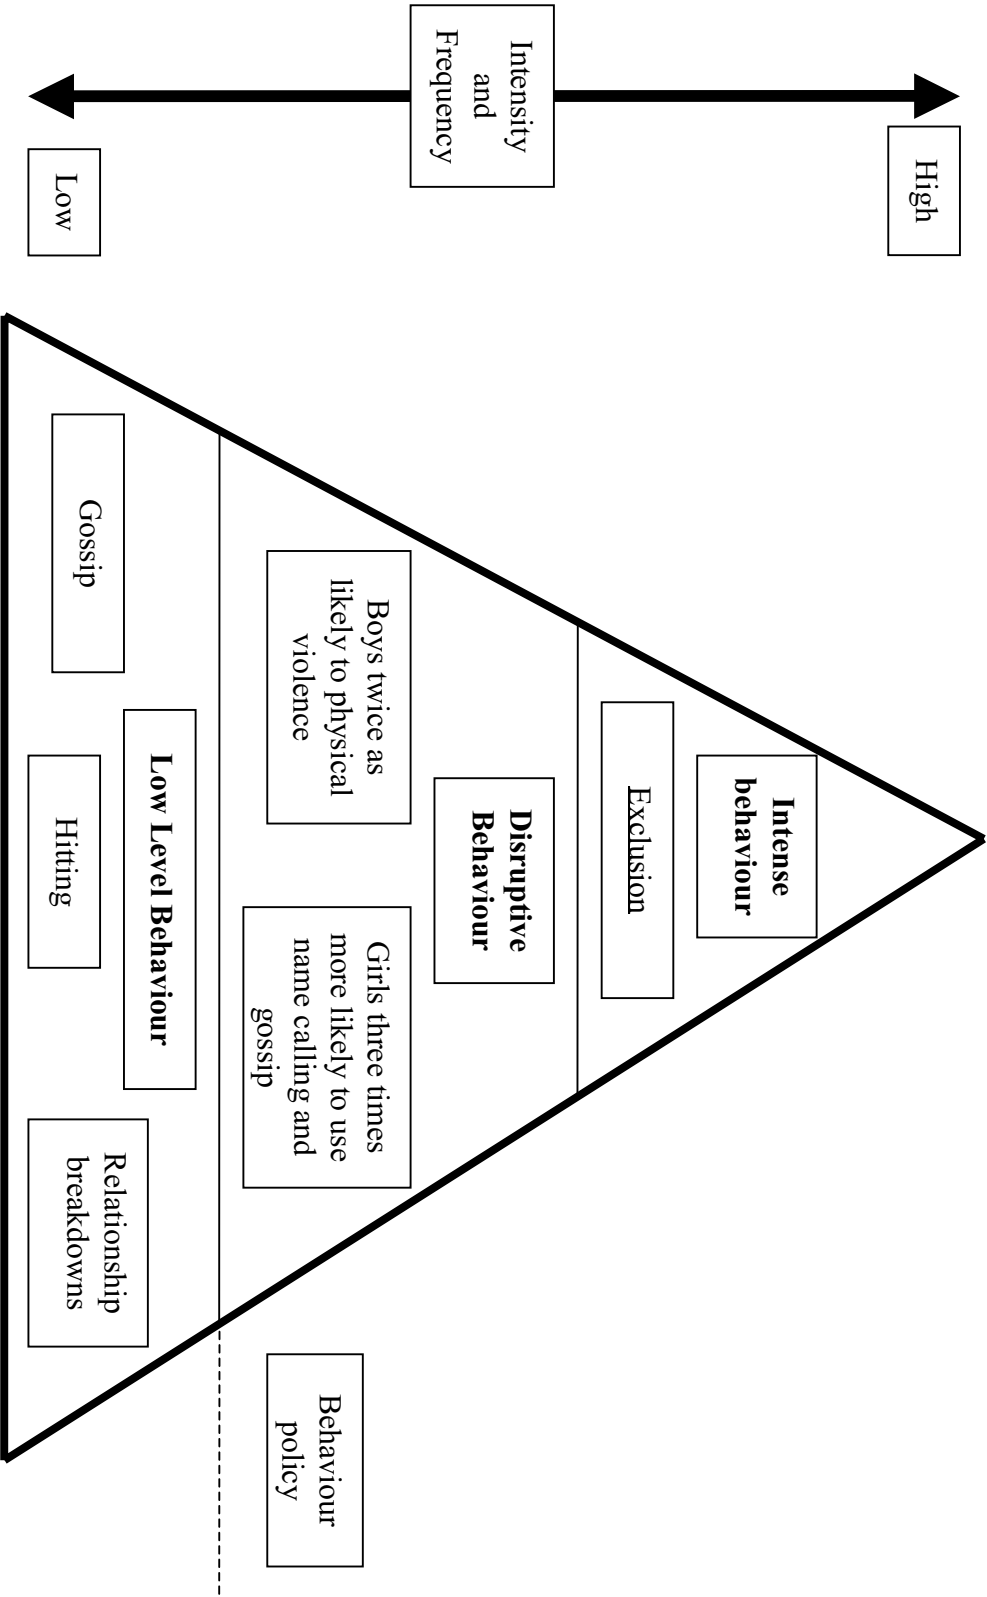 High
Intensity
and
Frequency
Low
Intense
behaviour
Exclusion
Disruptive
Behaviour
Boys twice as
likely to physical
violence
Girls three times
more likely to use
name calling and
gossip
Behaviour
policy
Low Level Behaviour
Gossip
Hitting
Relationship
breakdowns